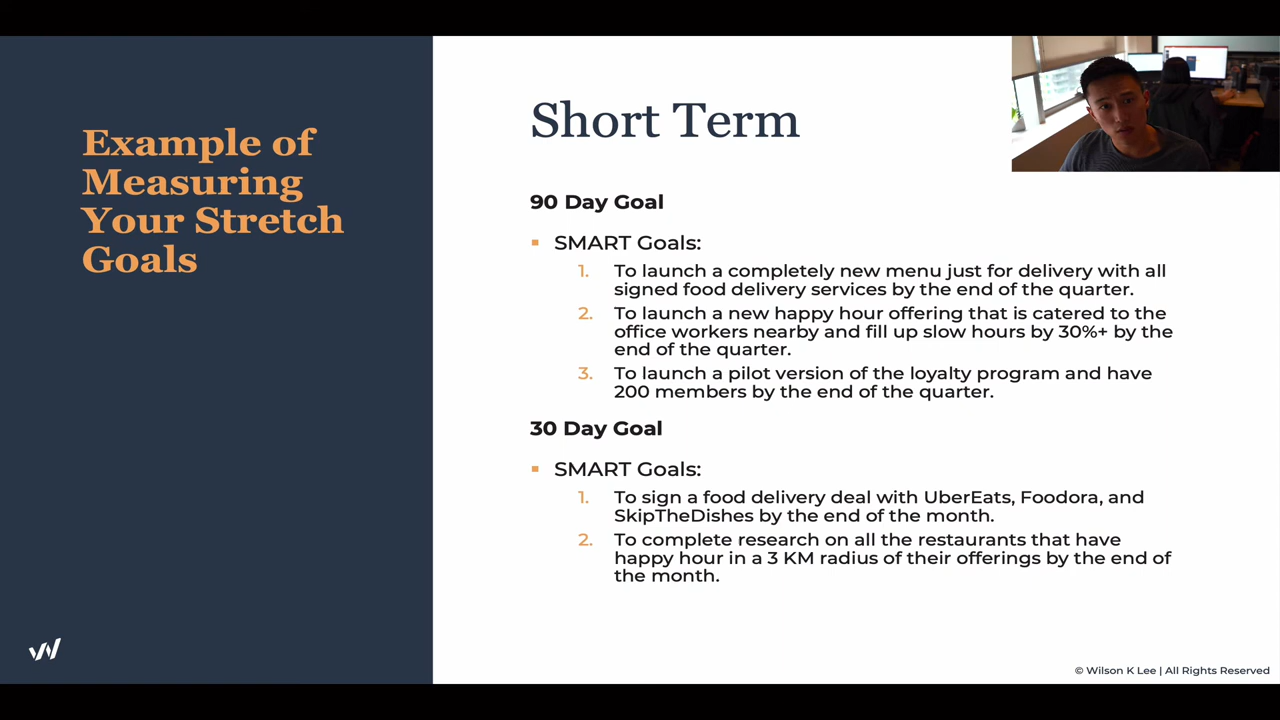 Example of
Measuring
Your Stretch
Goals
Short Term
90 Day Goal
SMART Goals:
1. To launch a completely new menu just for delivery with all
signed food delivery services by the end of the quarter.
2. To launch a new happy hour offering that is catered to the
office workers nearby and fill up slow hours by 30%+ by the
end of the quarter.
3. To launch a pilot version of the loyalty program and have
200 members by the end of the quarter.
30 Day Goal
SMART Goals:
1. To sign a food delivery deal with UberEats, Foodora, and
SkipTheDishes by the end of the month.
2. To complete research on all the restaurants that have
happy hour in a 3 KM radius of their offerings by the end of
the month.
© Wilson K Lee | All Rights Reserved